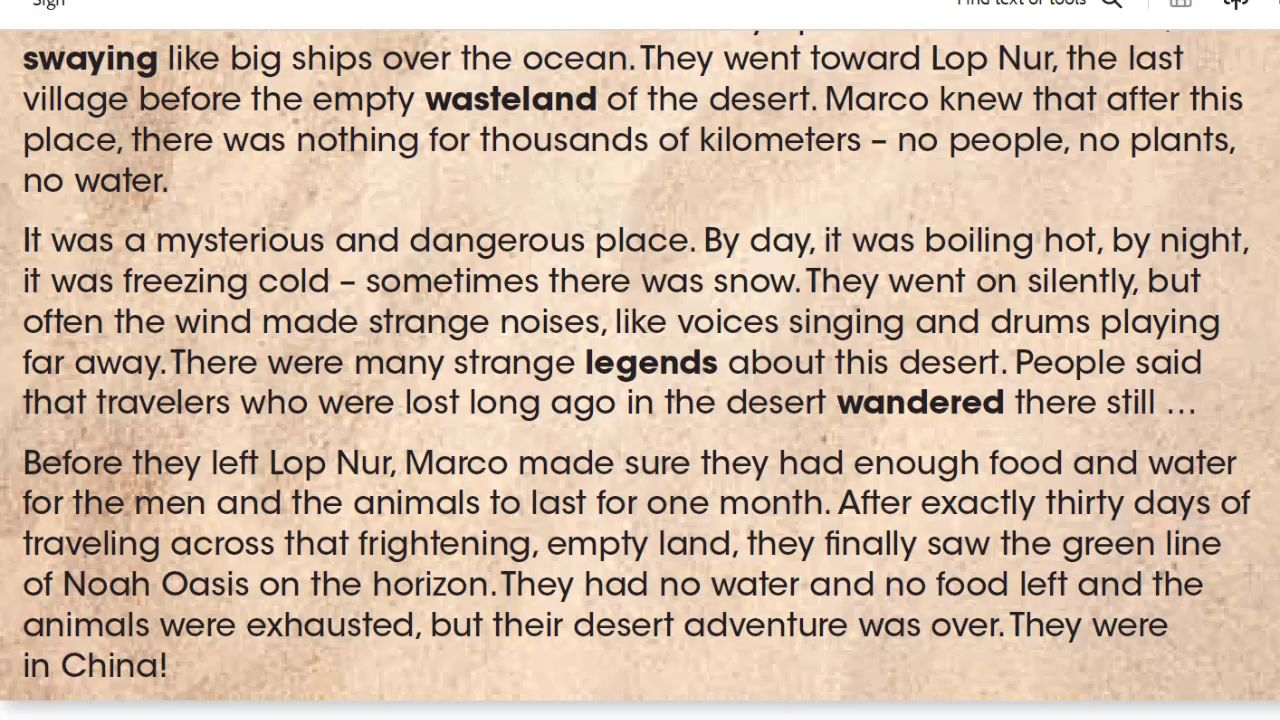 Sign
Find text or tools
swaying like big ships over the ocean. They went toward Lop Nur, the last
village before the empty wasteland of the desert. Marco knew that after this
place, there was nothing for thousands of kilometers – no people, no plants,
no water.
It was a mysterious and dangerous place. By day, it was boiling hot, by night,
it was freezing cold – sometimes there was snow. They went on silently, but
often the wind made strange noises, like voices singing and drums playing
far away. There were many strange legends about this desert. People said
that travelers who were lost long ago in the desert wandered there still …
Before they left Lop Nur, Marco made sure they had enough food and water
for the men and the animals to last for one month. After exactly thirty days of
traveling across that frightening, empty land, they finally saw the green line
of Noah Oasis on the horizon. They had no water and no food left and the
animals were exhausted, but their desert adventure was over. They were
in China!